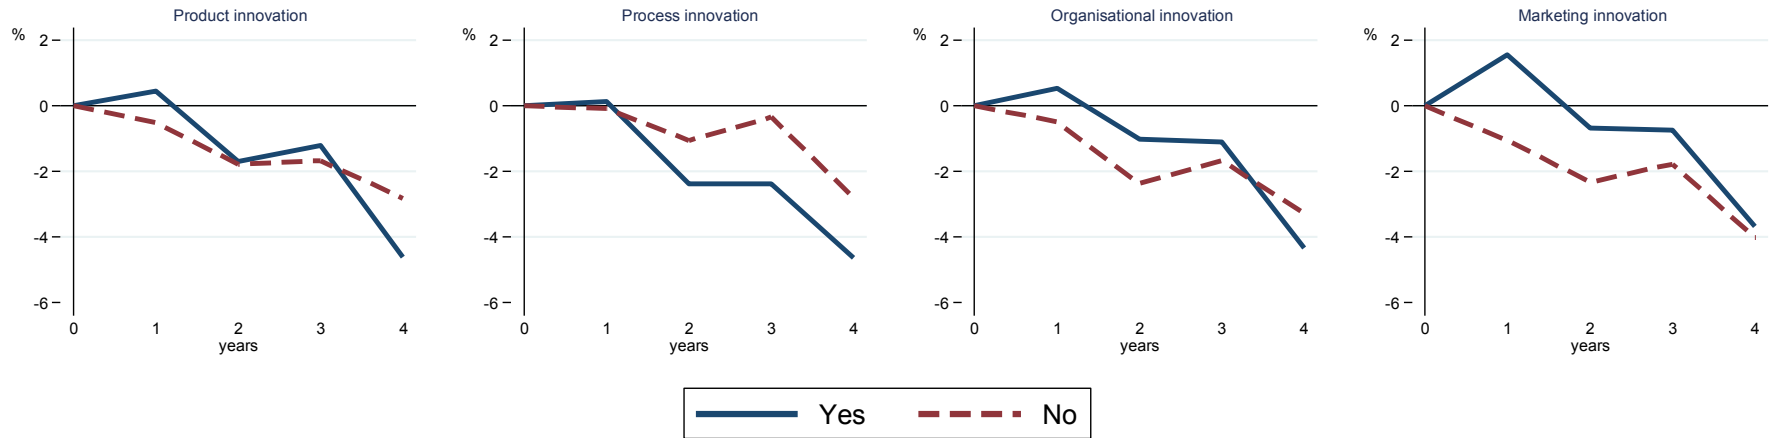 Product innovation
%
2
0
-2
-4
-6
0 1 2 3 4
years
Process innovation
%
2
0
-2
-4
-6
0 1 2 3 4
years
Organisational innovation
%
2
0
-2
-4
-6
0 1 2 3 4
years
Marketing innovation
%
2
0
-2
-4
-6
0 1 2 3 4
years
Yes No